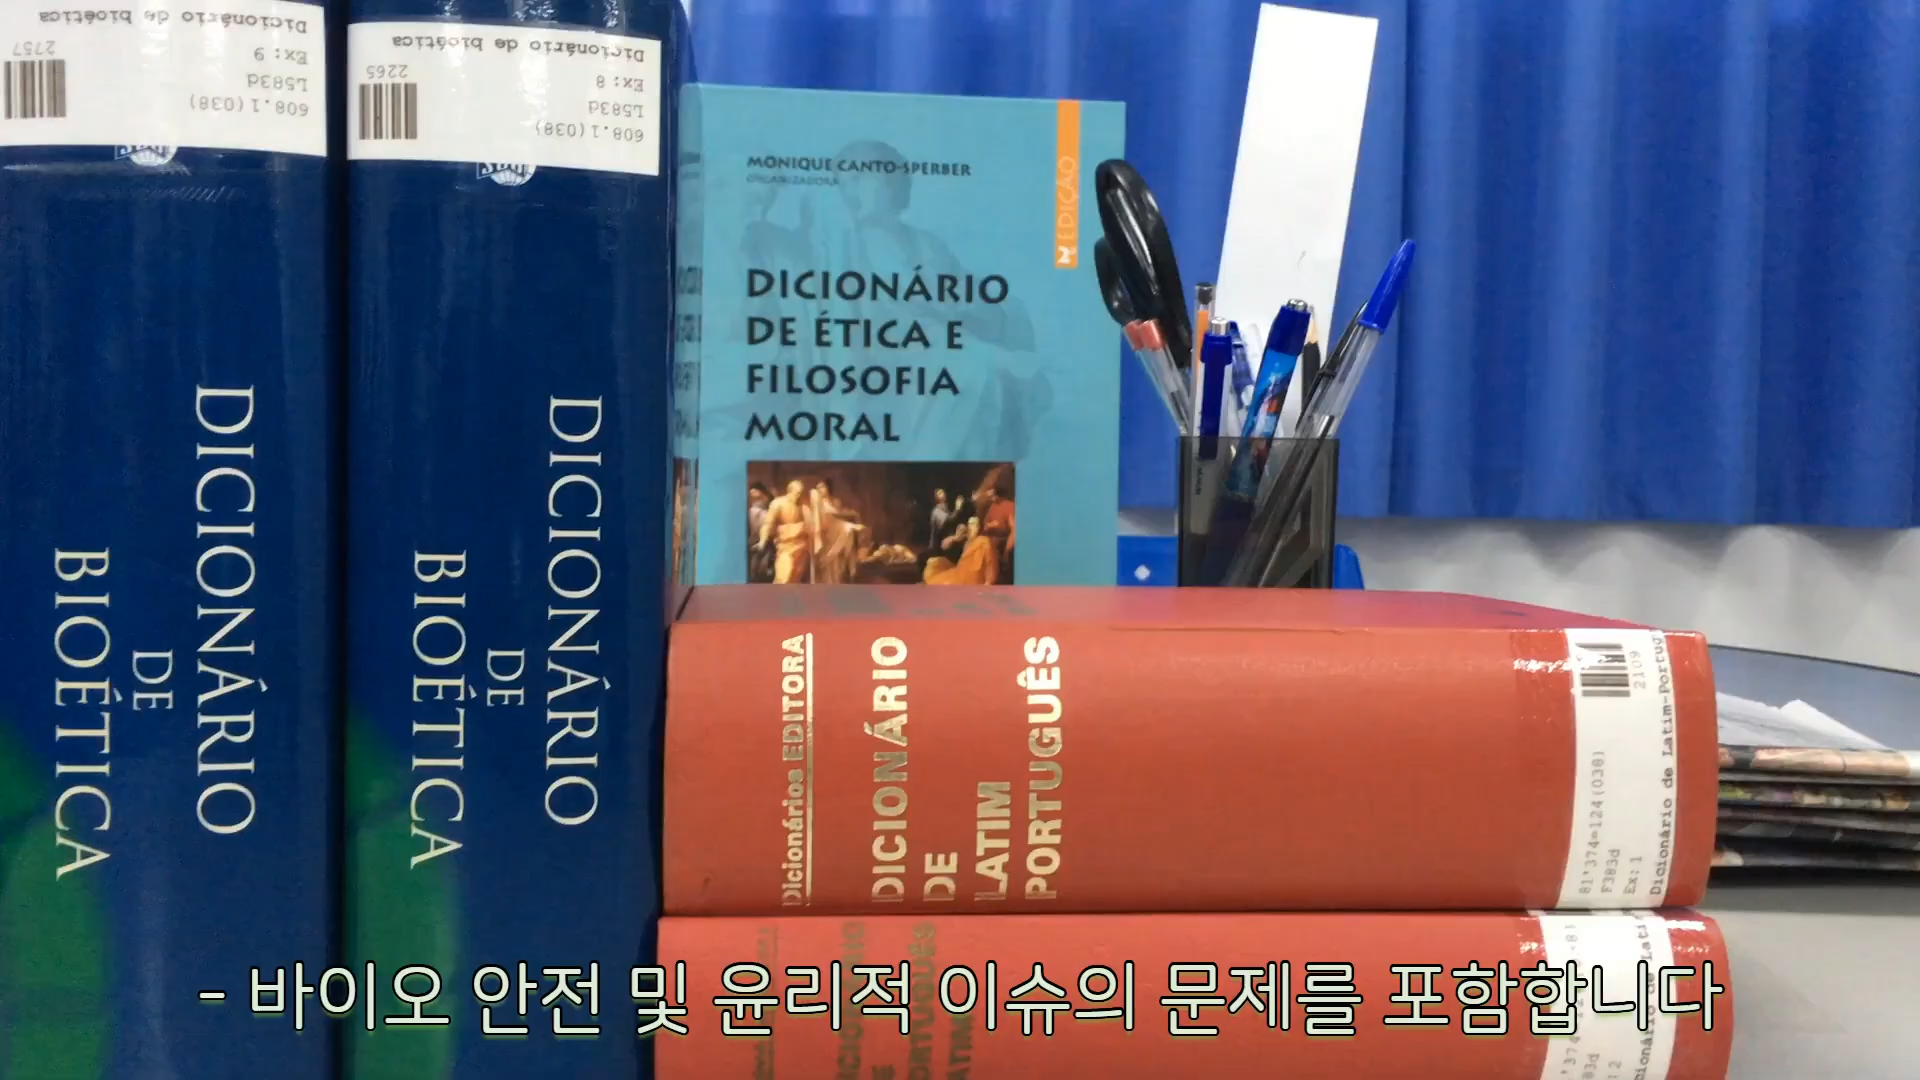 Dicionário de bioética
Ex: 9
2757
L583d
608.1(038)
DICIONÁRIO
DE
BIOÉTICA
Dicionário de bioética
Ex: 8
2265
L583d
608.1(038)
DICIONÁRIO
DE
BIOÉTICA
MONIQUE CANTO-SPERBER
ORGANIZADORA
2ª EDIÇÃO
DICIONÁRIO
DE ÉTICA E
FILOSOFIA
MORAL
Dicionários EDITORA
DICIONÁRIO
DE
LATIM
PORTUGUÊS
2109
81'374=124(038)
F383d
Ex: 1
Dicionário de Latim-Portug
- 바이오 안전 및 윤리적 이슈의 문제를 포함합니다